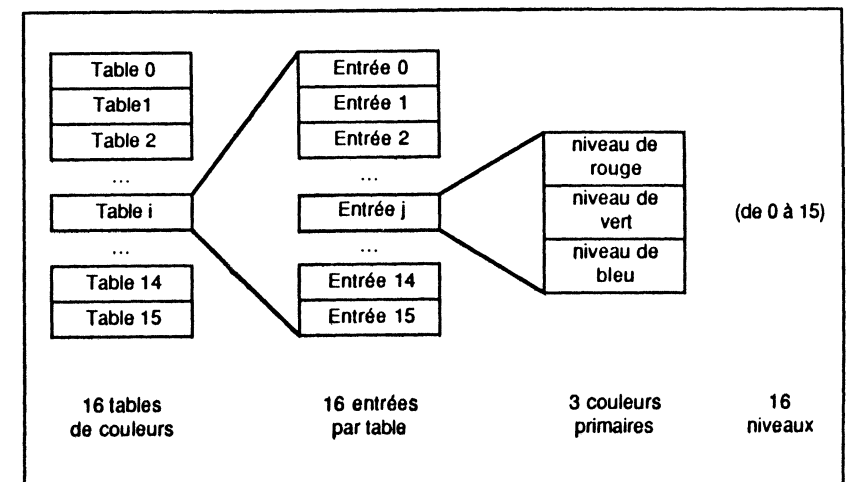 Table 0
Table1
Table 2
...
Table i
...
Table 14
Table 15
16 tables
de couleurs
Entrée 0
Entrée 1
Entrée 2
...
Entrée j
...
Entrée 14
Entrée 15
16 entrées
par table
niveau de
rouge
niveau de
vert
niveau de
bleu
3 couleurs
primaires
(de 0 à 15)
16
niveaux